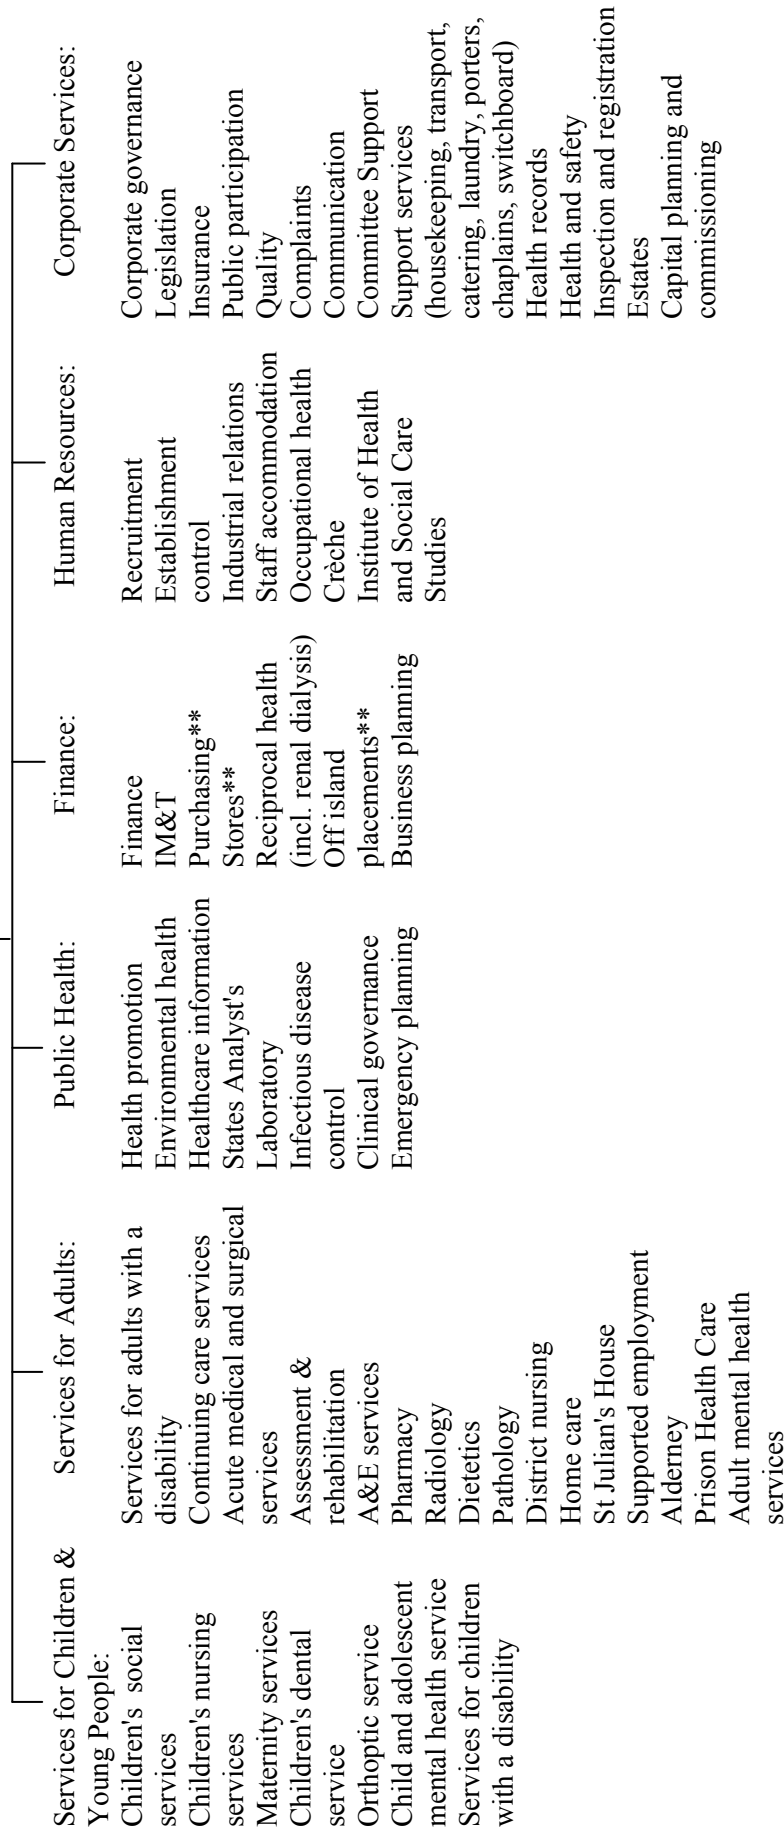 Services for Children &
Young People:
Children's social
services
Children's nursing
services
Maternity services
Children's dental
service
Orthoptic service
Child and adolescent
mental health service
Services for children
with a disability
Services for Adults:
Services for adults with a
disability
Continuing care services
Acute medical and surgical
services
Assessment &
rehabilitation
A&E services
Pharmacy
Radiology
Dietetics
Pathology
District nursing
Home care
St Julian's House
Supported employment
Alderney
Prison Health Care
Adult mental health
services
Public Health:
Health promotion
Environmental health
Healthcare information
States Analyst's
Laboratory
Infectious disease
control
Clinical governance
Emergency planning
Finance:
Finance
IM&T
Purchasing**
Stores**
Reciprocal health
(incl. renal dialysis)
Off island
placements**
Business planning
Human Resources:
Recruitment
Establishment
control
Industrial relations
Staff accommodation
Occupational health
Crèche
Institute of Health
and Social Care
Studies
Corporate Services:
Corporate governance
Legislation
Insurance
Public participation
Quality
Complaints
Communication
Committee Support
Support services
(housekeeping, transport,
catering, laundry, porters,
chaplains, switchboard)
Health records
Health and safety
Inspection and registration
Estates
Capital planning and
commissioning